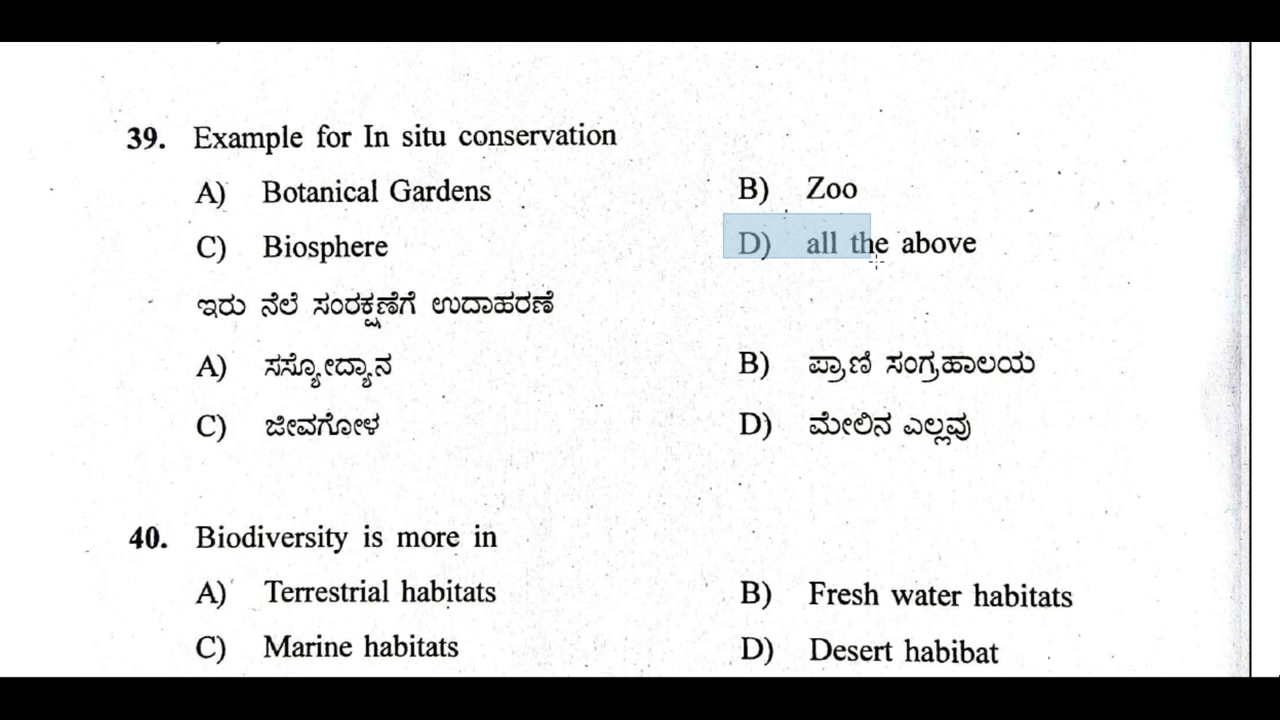 39. Example for In situ conservation
A) Botanical Gardens B) Zoo
C) Biosphere D) all the above
ಇರು ನೆಲೆ ಸಂರಕ್ಷಣೆಗೆ ಉದಾಹರಣೆ
A) ಸಸ್ಯೋದ್ಯಾನ B) ಪ್ರಾಣಿ ಸಂಗ್ರಹಾಲಯ
C) ಜೀವಗೋಳ D) ಮೇಲಿನ ಎಲ್ಲವು
40. Biodiversity is more in
A) Terrestrial habitats B) Fresh water habitats
C) Marine habitats D) Desert habibat